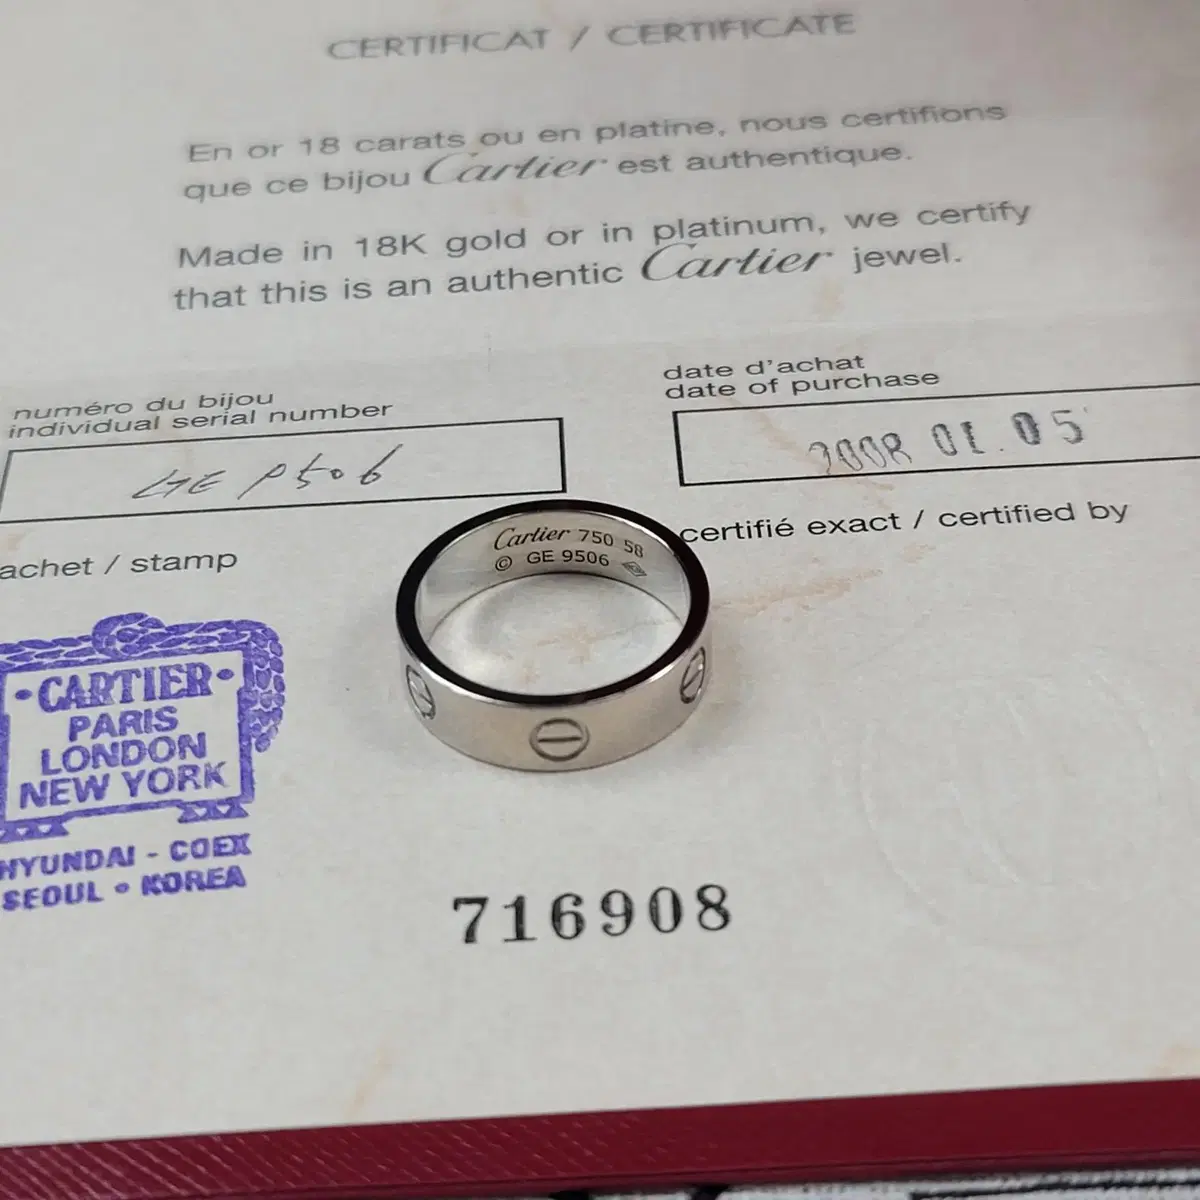 CERTIFICAT / CERTIFICATE
En or 18 carats ou en platine, nous certifions
que ce bijou Cartier est authentique.
Made in 18K gold or in platinum, we certify
that this is an authentic Cartier jewel.
numéro du bijou
individual serial number
GE 9506
date d'achat
date of purchase
2008 01.05
achet / stamp
certifié exact / certified by
Cartier 750 58
© GE 9506
•CARTIER•
PARIS
LONDON
NEW YORK
HYUNDAI - COEX
SEOUL • KOREA
716908